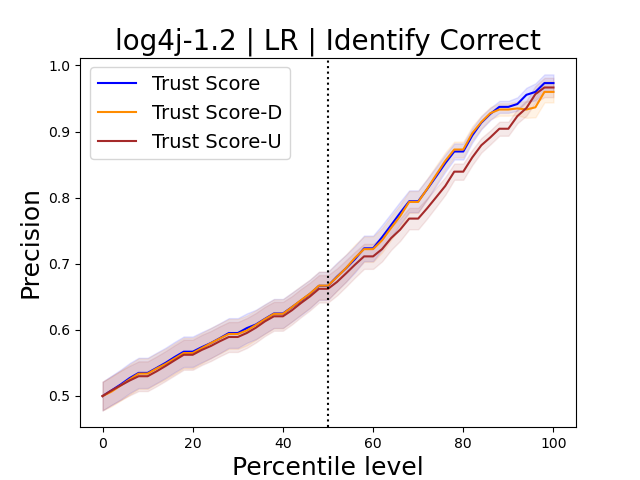 log4j-1.2 | LR | Identify Correct
Trust Score
Trust Score-D
Trust Score-U
Precision
1.0
0.9
0.8
0.7
0.6
0.5
0
20
40
60
80
100
Percentile level